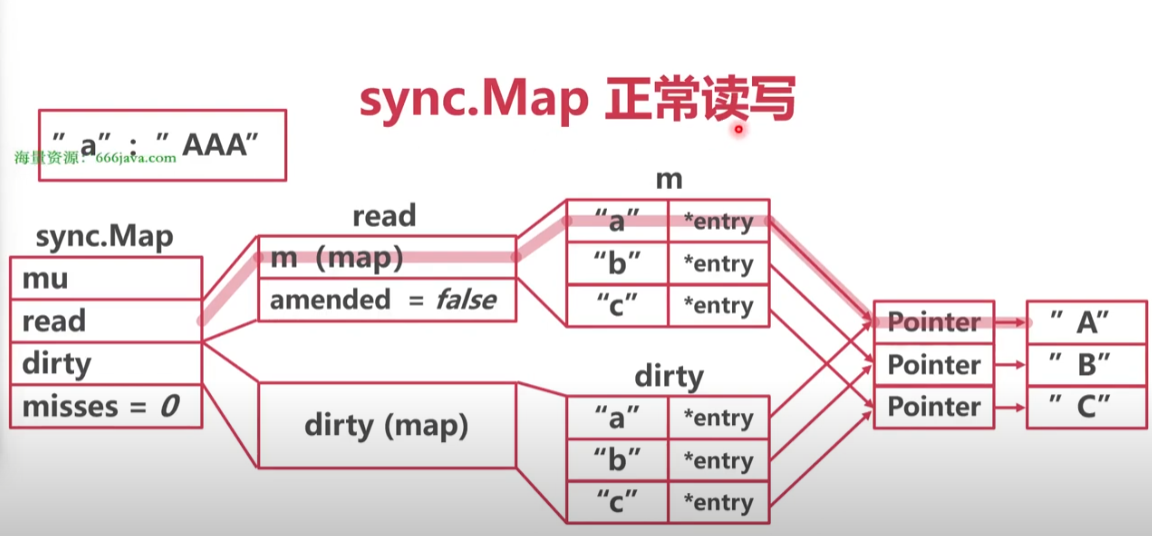 sync.Map 正常读写
” a” : ” AAA”
海量资源：666java.com
sync.Map
mu
read
dirty
misses = 0
read
m (map)
amended = false
dirty (map)
m
“a” *entry
“b” *entry
“c” *entry
dirty
“a” *entry
“b” *entry
“c” *entry
Pointer ” A”
Pointer ” B”
Pointer ” C”